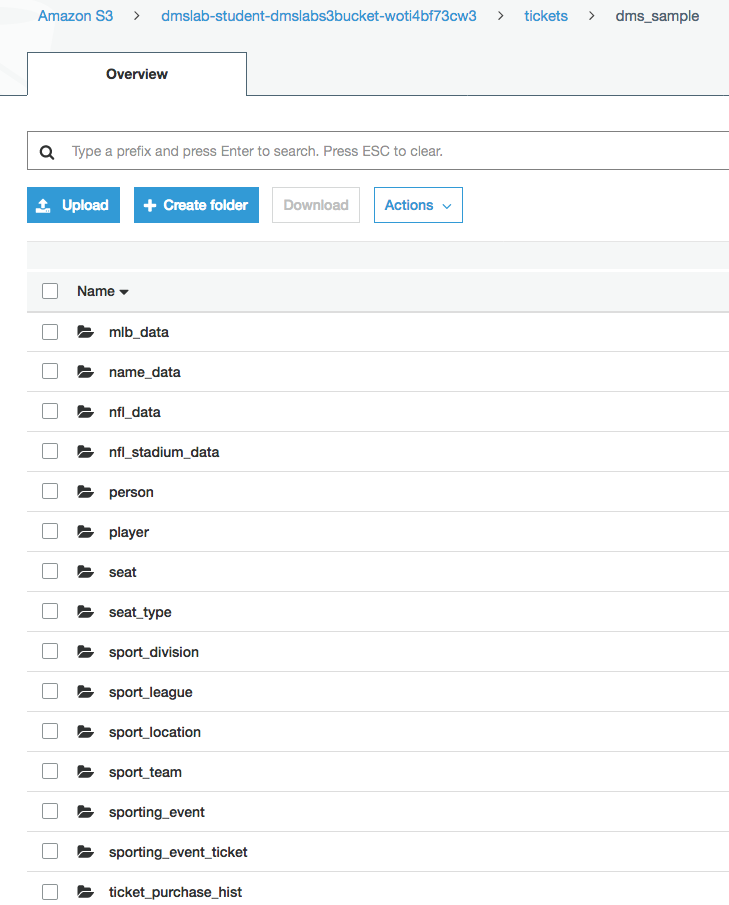 Amazon S3 > dmslab-student-dmslabs3bucket-woti4bf73cw3 > tickets > dms_sample
Overview
Type a prefix and press Enter to search. Press ESC to clear.
Upload + Create folder Download Actions
Name
mlb_data
name_data
nfl_data
nfl_stadium_data
person
player
seat
seat_type
sport_division
sport_league
sport_location
sport_team
sporting_event
sporting_event_ticket
ticket_purchase_hist